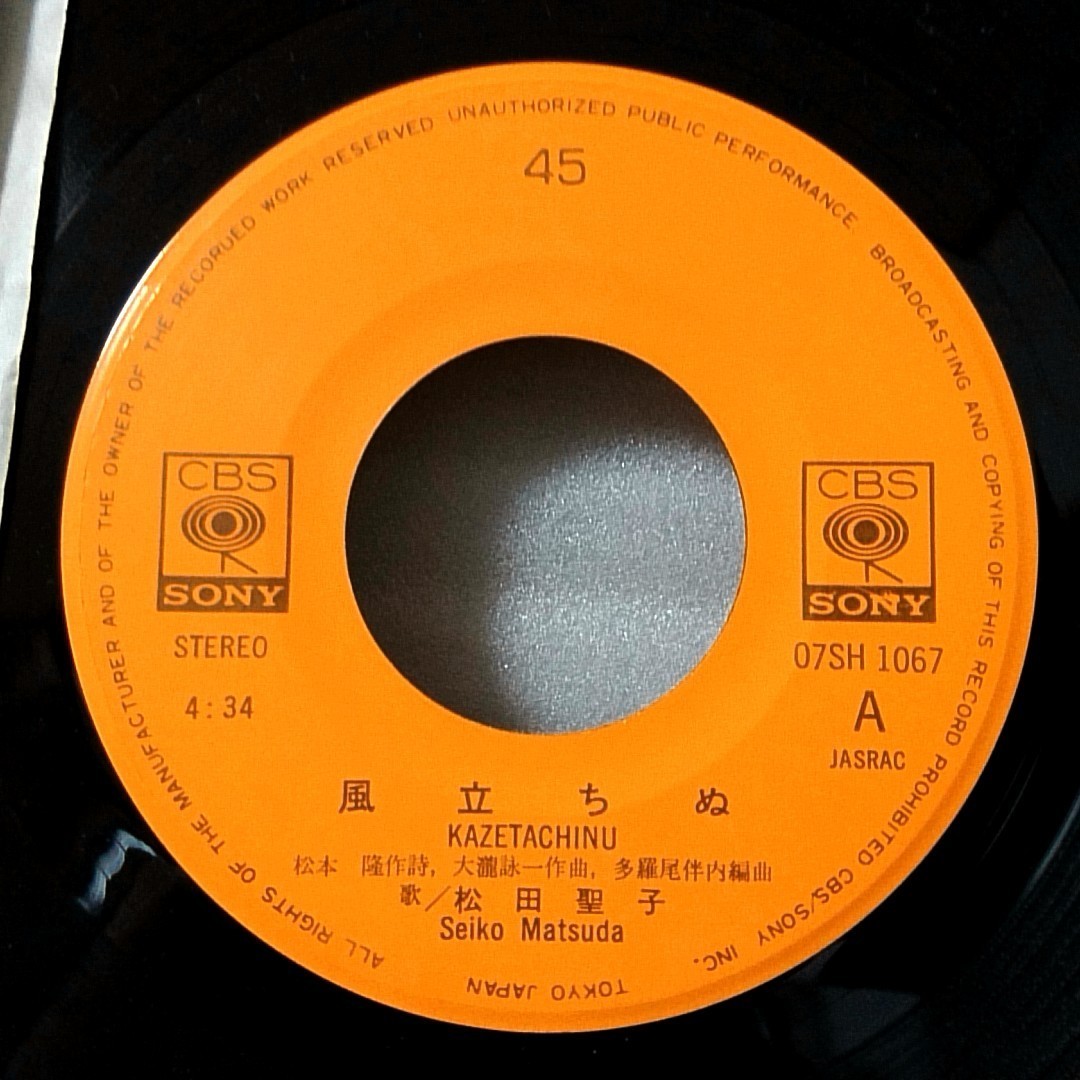 45
ALL RIGHTS OF THE MANUFACTURER AND OF THE OWNER OF THE RECORDED WORK RESERVED UNAUTHORIZED PUBLIC PERFORMANCE BROADCASTING AND COPYING OF THIS RECORD PROHIBITED CBS/SONY INC.
TOKYO JAPAN
CBS
SONY
STEREO
4:34
CBS
SONY
07SH 1067
A
JASRAC
風立ちぬ
KAZETACHINU
松本 隆作詩, 大瀧詠一作曲, 多羅尾伴内編曲
歌/松田聖子
Seiko Matsuda